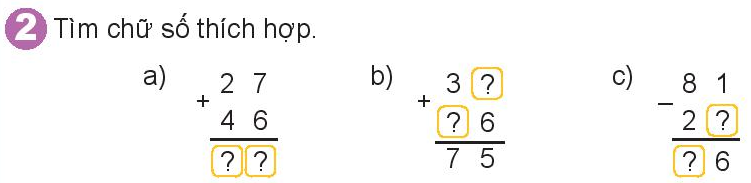 2 Tìm chữ số thích hợp.
a) b) c)
2 7 3 ? 8 1
+ + −
4 6 ? 6 2 ?
? ? 7 5 ? 6